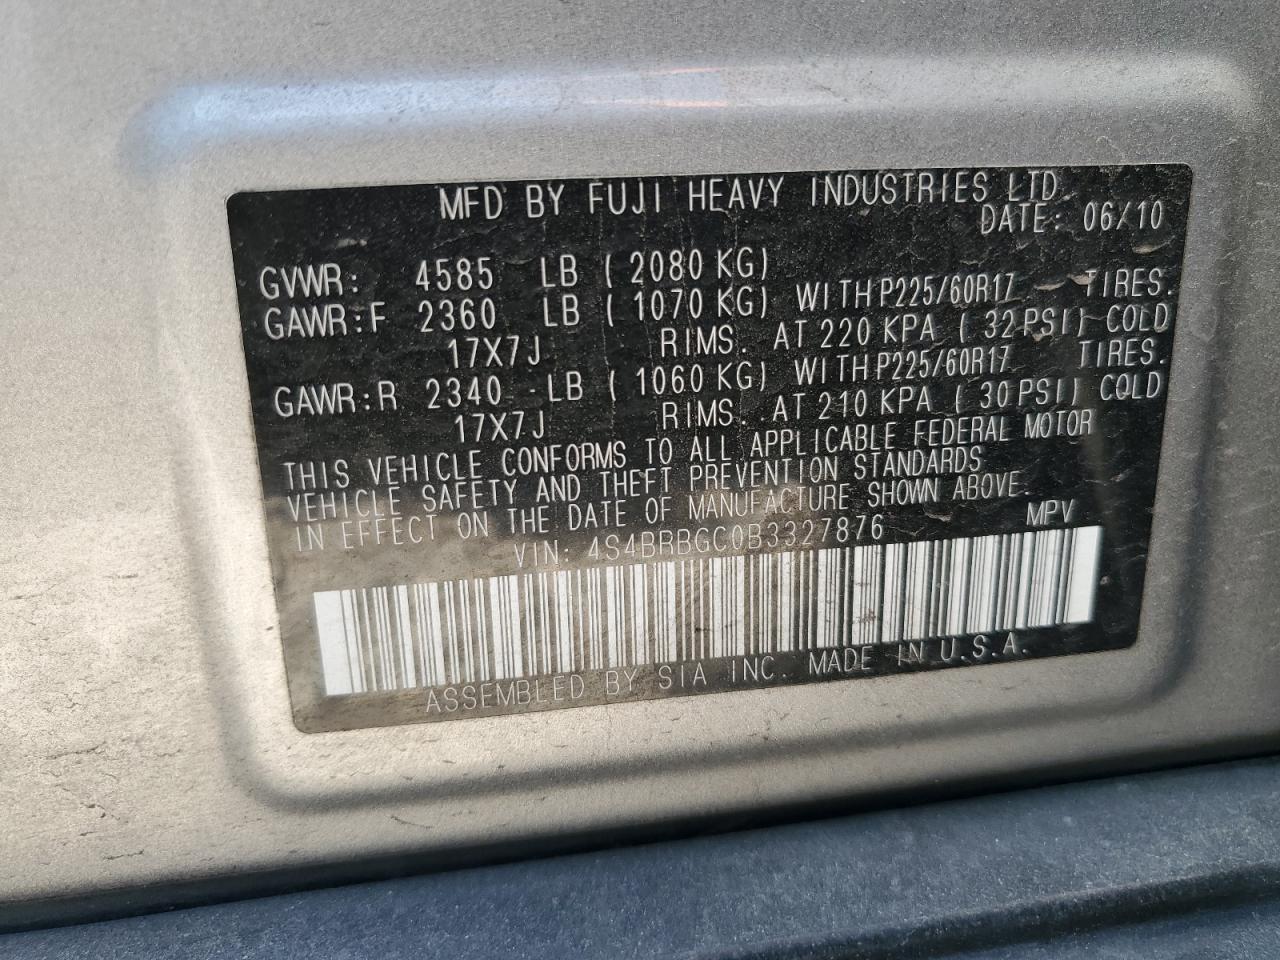 MFD BY FUJI HEAVY INDUSTRIES LTD
DATE: 06/10
GVWR: 4585 LB ( 2080 KG)
GAWR:F 2360 LB ( 1070 KG) WITH P225/60R17 TIRES.
17X7J RIMS. AT 220 KPA ( 32 PSI) COLD
GAWR:R 2340 LB ( 1060 KG) WITH P225/60R17 TIRES.
17X7J RIMS. AT 210 KPA ( 30 PSI) COLD
THIS VEHICLE CONFORMS TO ALL APPLICABLE FEDERAL MOTOR
VEHICLE SAFETY AND THEFT PREVENTION STANDARDS
IN EFFECT ON THE DATE OF MANUFACTURE SHOWN ABOVE.
VIN: 4S4BRBGC0B3327876 MPV
ASSEMBLED BY SIA INC. MADE IN U.S.A.